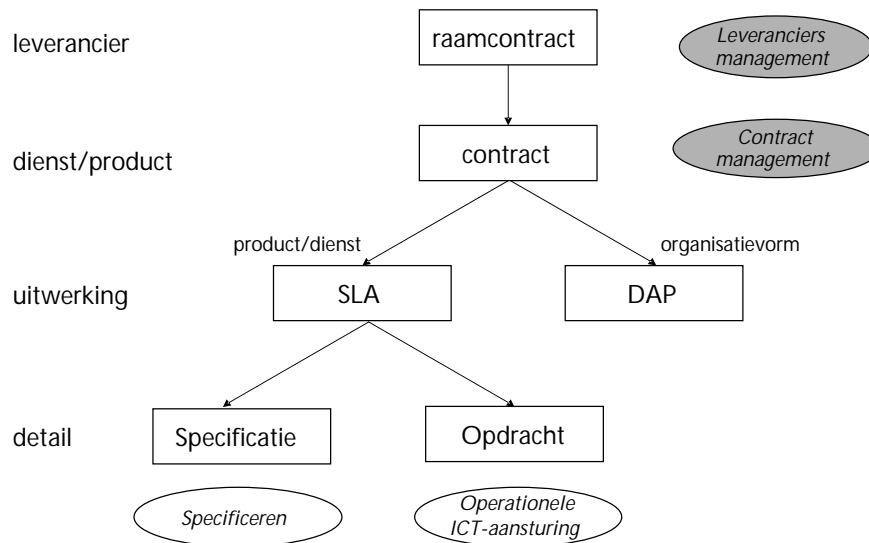 leverancier
raamcontract
Leveranciers
management
dienst/product
contract
Contract
management
product/dienst
organisatievorm
uitwerking
SLA
DAP
detail
Specificatie
Opdracht
Specificeren
Operationele
ICT-aansturing